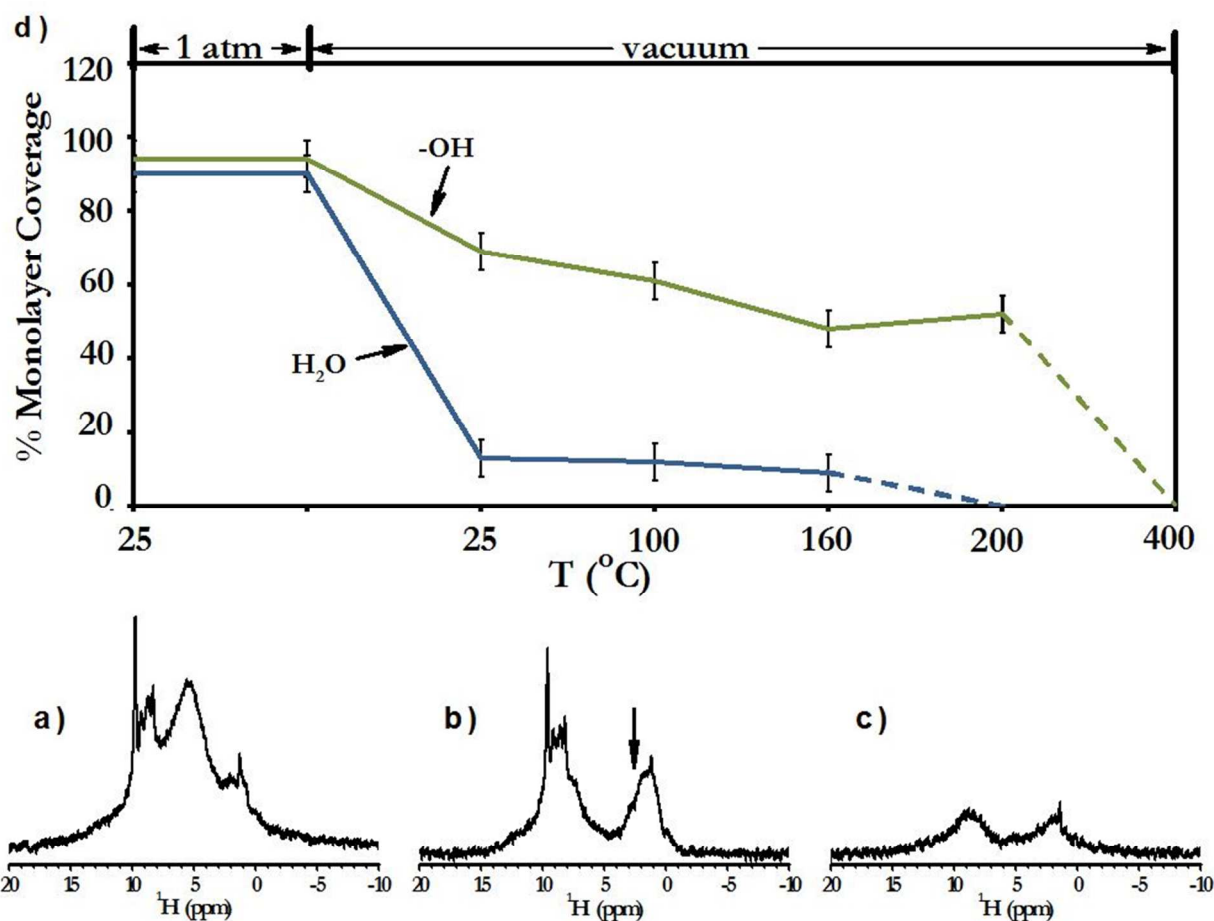 d )
1 atm
vacuum
% Monolayer Coverage
120
100
80
60
40
20
0
-OH
H₂O
25
25
100
160
200
400
T (°C)
a )
b )
c )
20 15 10 5 0 -5 -10
¹H (ppm)
20 15 10 5 0 -5 -10
¹H (ppm)
20 15 10 5 0 -5 -10
¹H (ppm)